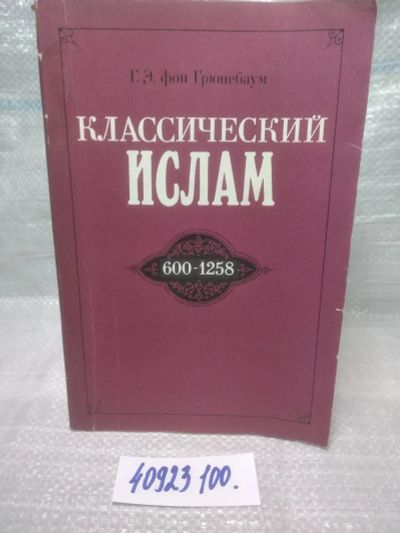 Г. Э. фон Грюнебаум
КЛАССИЧЕСКИЙ
ИСЛАМ
600-1258
40923 100.